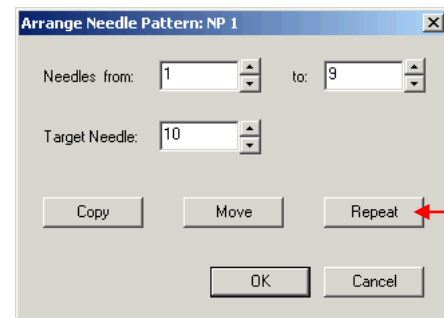 Arrange Needle Pattern: NP 1
Needles from: 1 to: 9
Target Needle: 10
Copy Move Repeat
OK Cancel